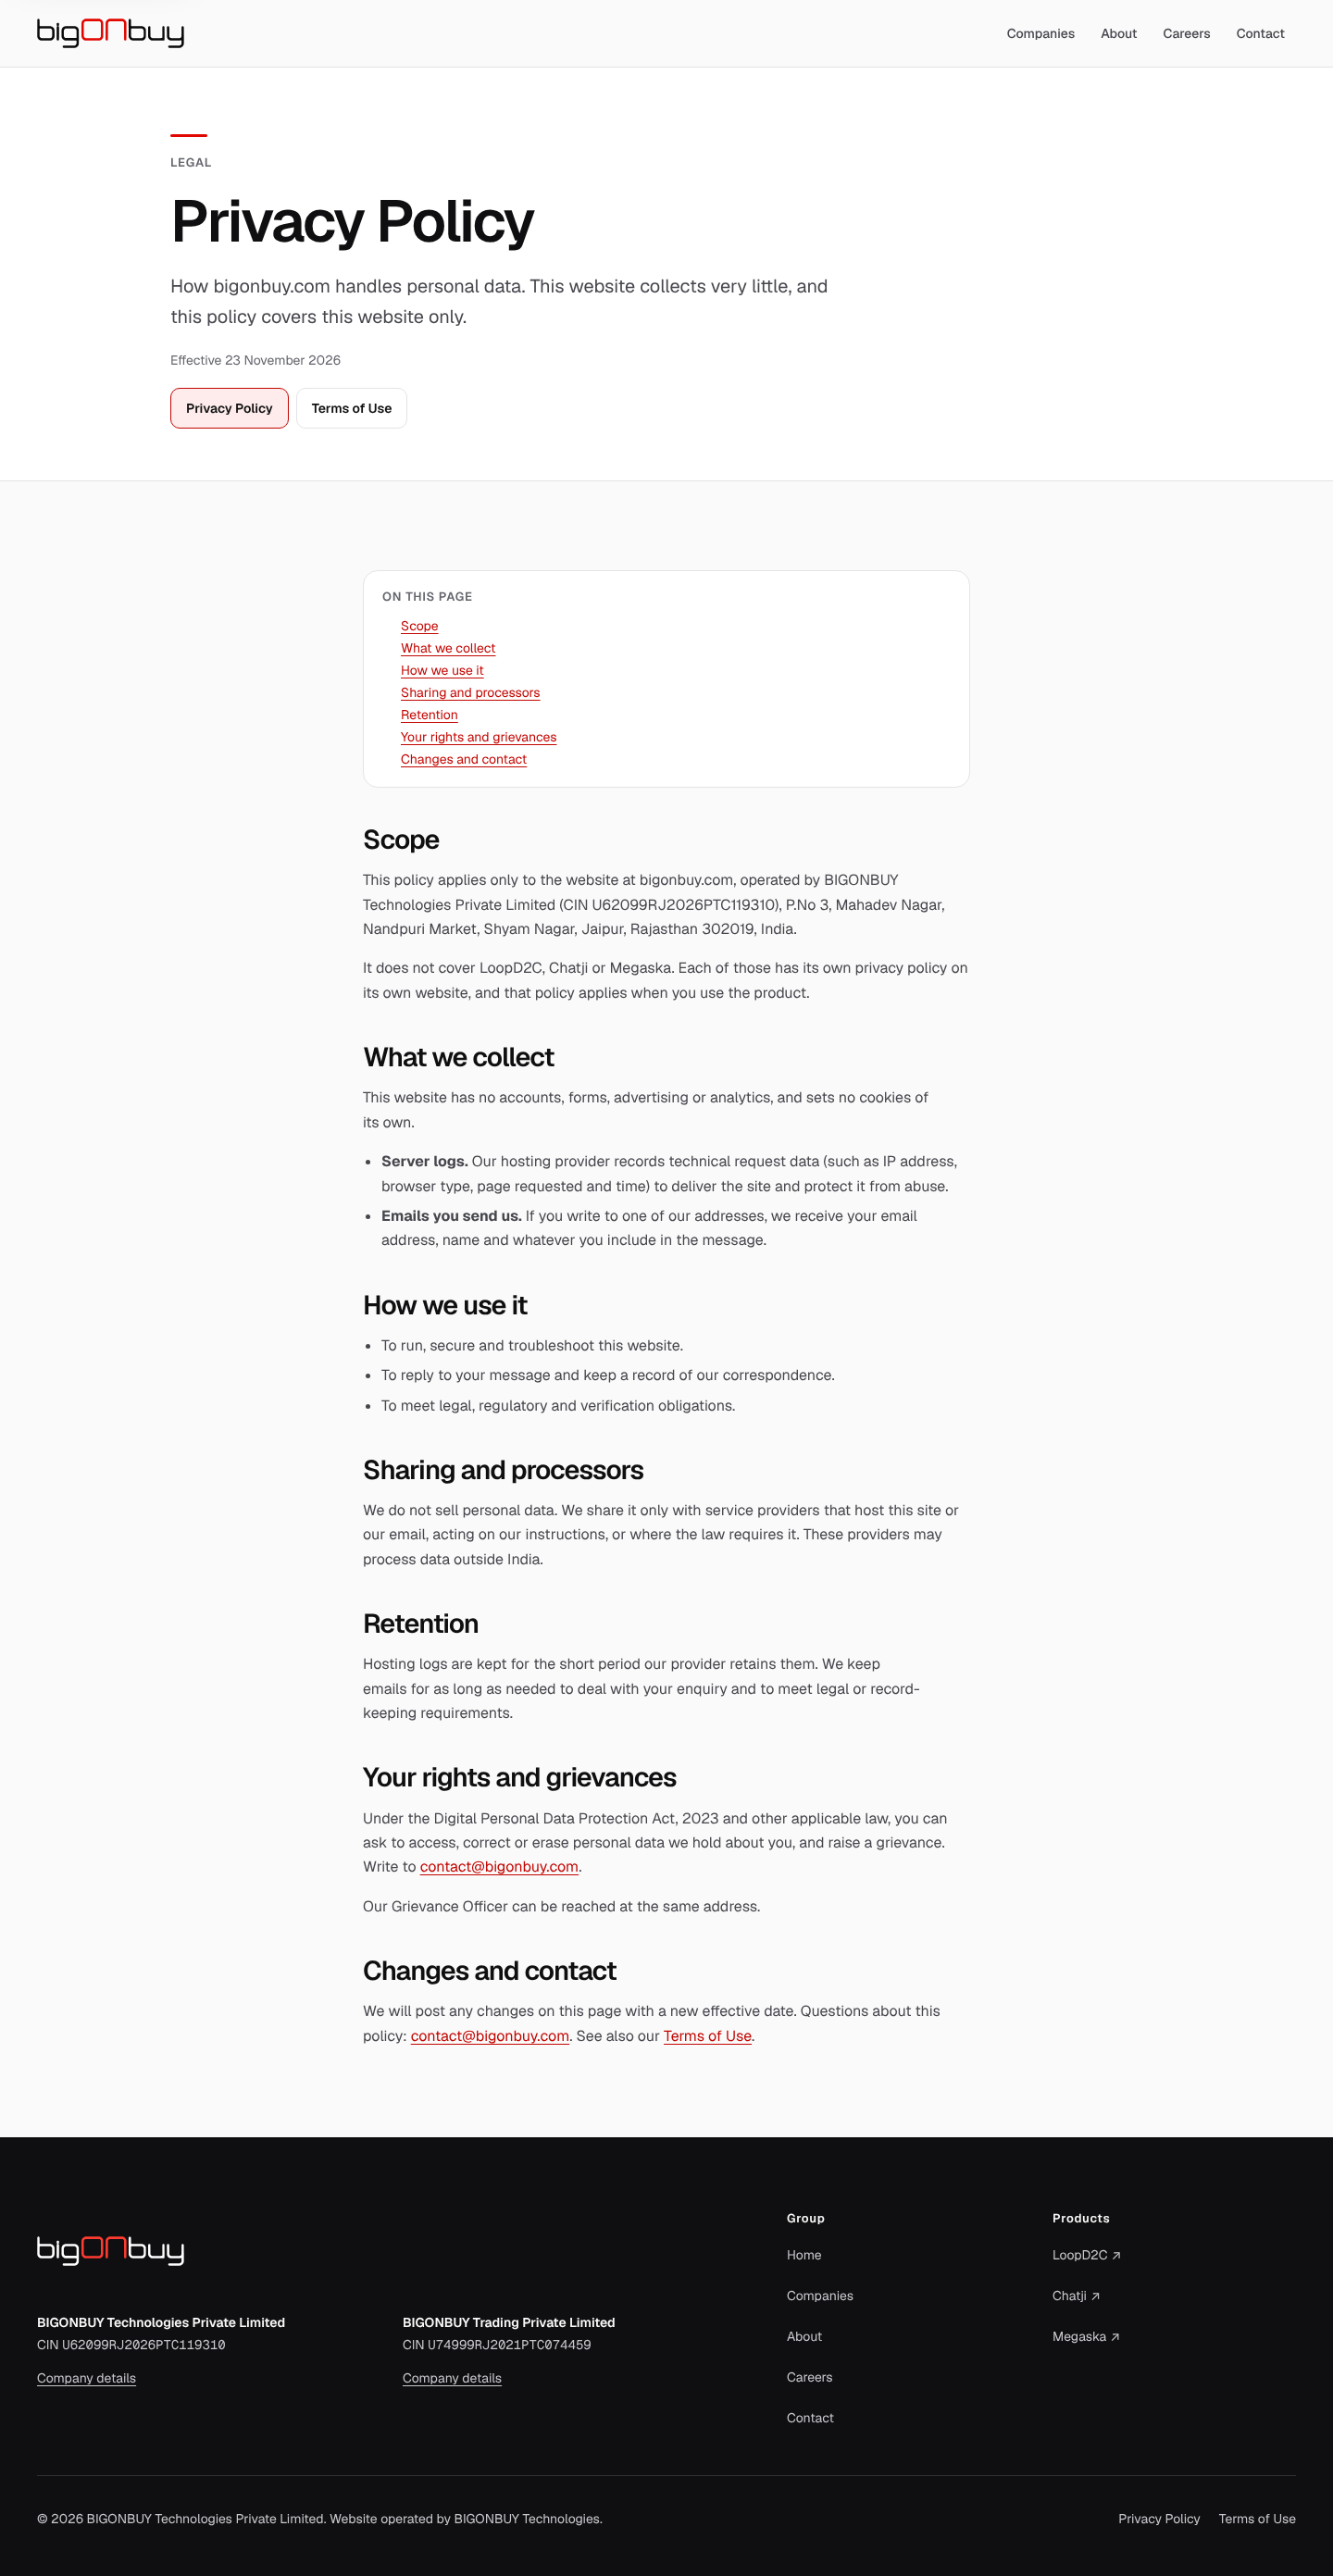 bigONbuy
Companies About Careers Contact
LEGAL
Privacy Policy
How bigonbuy.com handles personal data. This website collects very little, and
this policy covers this website only.
Effective 23 November 2026
Privacy Policy Terms of Use
ON THIS PAGE
Scope
What we collect
How we use it
Sharing and processors
Retention
Your rights and grievances
Changes and contact
Scope
This policy applies only to the website at bigonbuy.com, operated by BIGONBUY
Technologies Private Limited (CIN U62099RJ2026PTC119310), P.No 3, Mahadev Nagar,
Nandpuri Market, Shyam Nagar, Jaipur, Rajasthan 302019, India.
It does not cover LoopD2C, Chatji or Megaska. Each of those has its own privacy policy on
its own website, and that policy applies when you use the product.
What we collect
This website has no accounts, forms, advertising or analytics, and sets no cookies of
its own.
• Server logs. Our hosting provider records technical request data (such as IP address,
browser type, page requested and time) to deliver the site and protect it from abuse.
• Emails you send us. If you write to one of our addresses, we receive your email
address, name and whatever you include in the message.
How we use it
• To run, secure and troubleshoot this website.
• To reply to your message and keep a record of our correspondence.
• To meet legal, regulatory and verification obligations.
Sharing and processors
We do not sell personal data. We share it only with service providers that host this site or
our email, acting on our instructions, or where the law requires it. These providers may
process data outside India.
Retention
Hosting logs are kept for the short period our provider retains them. We keep
emails for as long as needed to deal with your enquiry and to meet legal or record-
keeping requirements.
Your rights and grievances
Under the Digital Personal Data Protection Act, 2023 and other applicable law, you can
ask to access, correct or erase personal data we hold about you, and raise a grievance.
Write to contact@bigonbuy.com.
Our Grievance Officer can be reached at the same address.
Changes and contact
We will post any changes on this page with a new effective date. Questions about this
policy: contact@bigonbuy.com. See also our Terms of Use.
bigONbuy
BIGONBUY Technologies Private Limited
CIN U62099RJ2026PTC119310
Company details
BIGONBUY Trading Private Limited
CIN U74999RJ2021PTC074459
Company details
Group
Home
Companies
About
Careers
Contact
Products
LoopD2C ↗
Chatji ↗
Megaska ↗
© 2026 BIGONBUY Technologies Private Limited. Website operated by BIGONBUY Technologies.
Privacy Policy Terms of Use